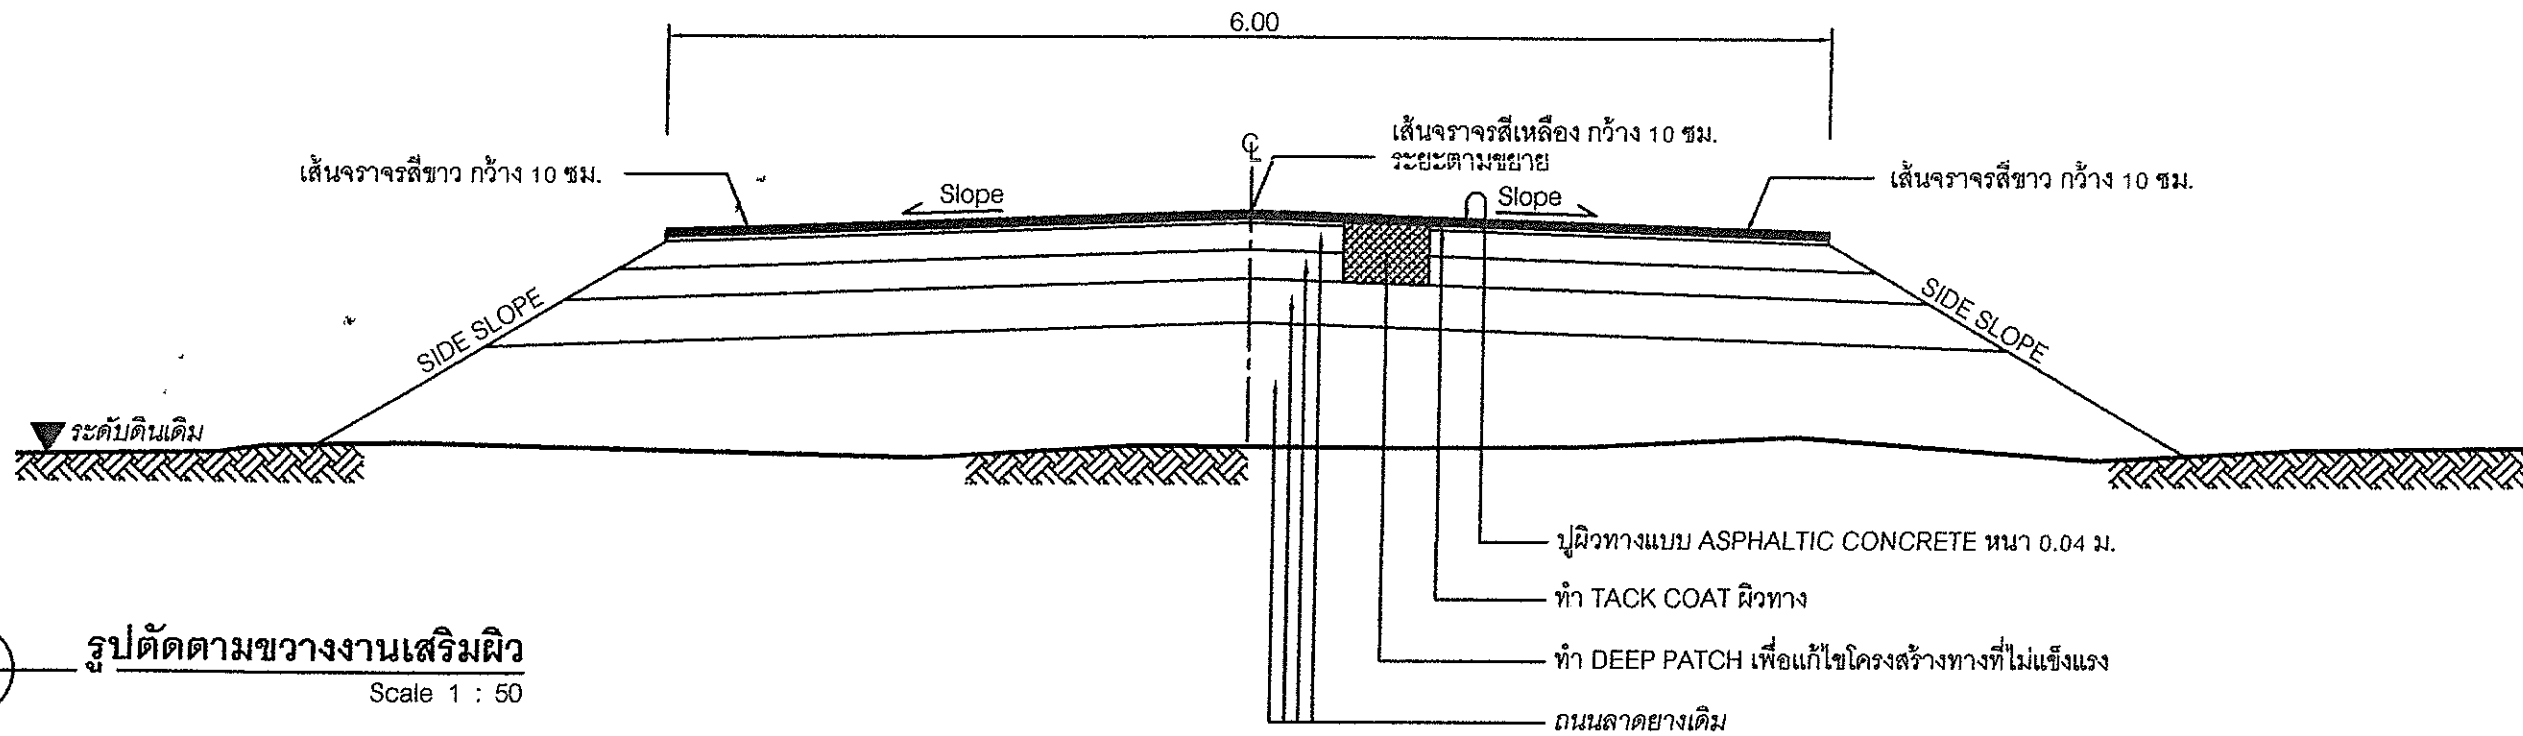 6.00
เส้นจราจรสีเหลือง กว้าง 10 ซม.
ระยะตามขยาย
เส้นจราจรสีขาว กว้าง 10 ซม.
เส้นจราจรสีขาว กว้าง 10 ซม.
Slope
Slope
SIDE SLOPE
SIDE SLOPE
ระดับดินเดิม
ปูผิวทางแบบ ASPHALTIC CONCRETE หนา 0.04 ม.
ทำ TACK COAT ผิวทาง
ทำ DEEP PATCH เพื่อแก้ไขโครงสร้างทางที่ไม่แข็งแรง
ถนนลาดยางเดิม
รูปตัดตามขวางงานเสริมผิว
Scale 1 : 50